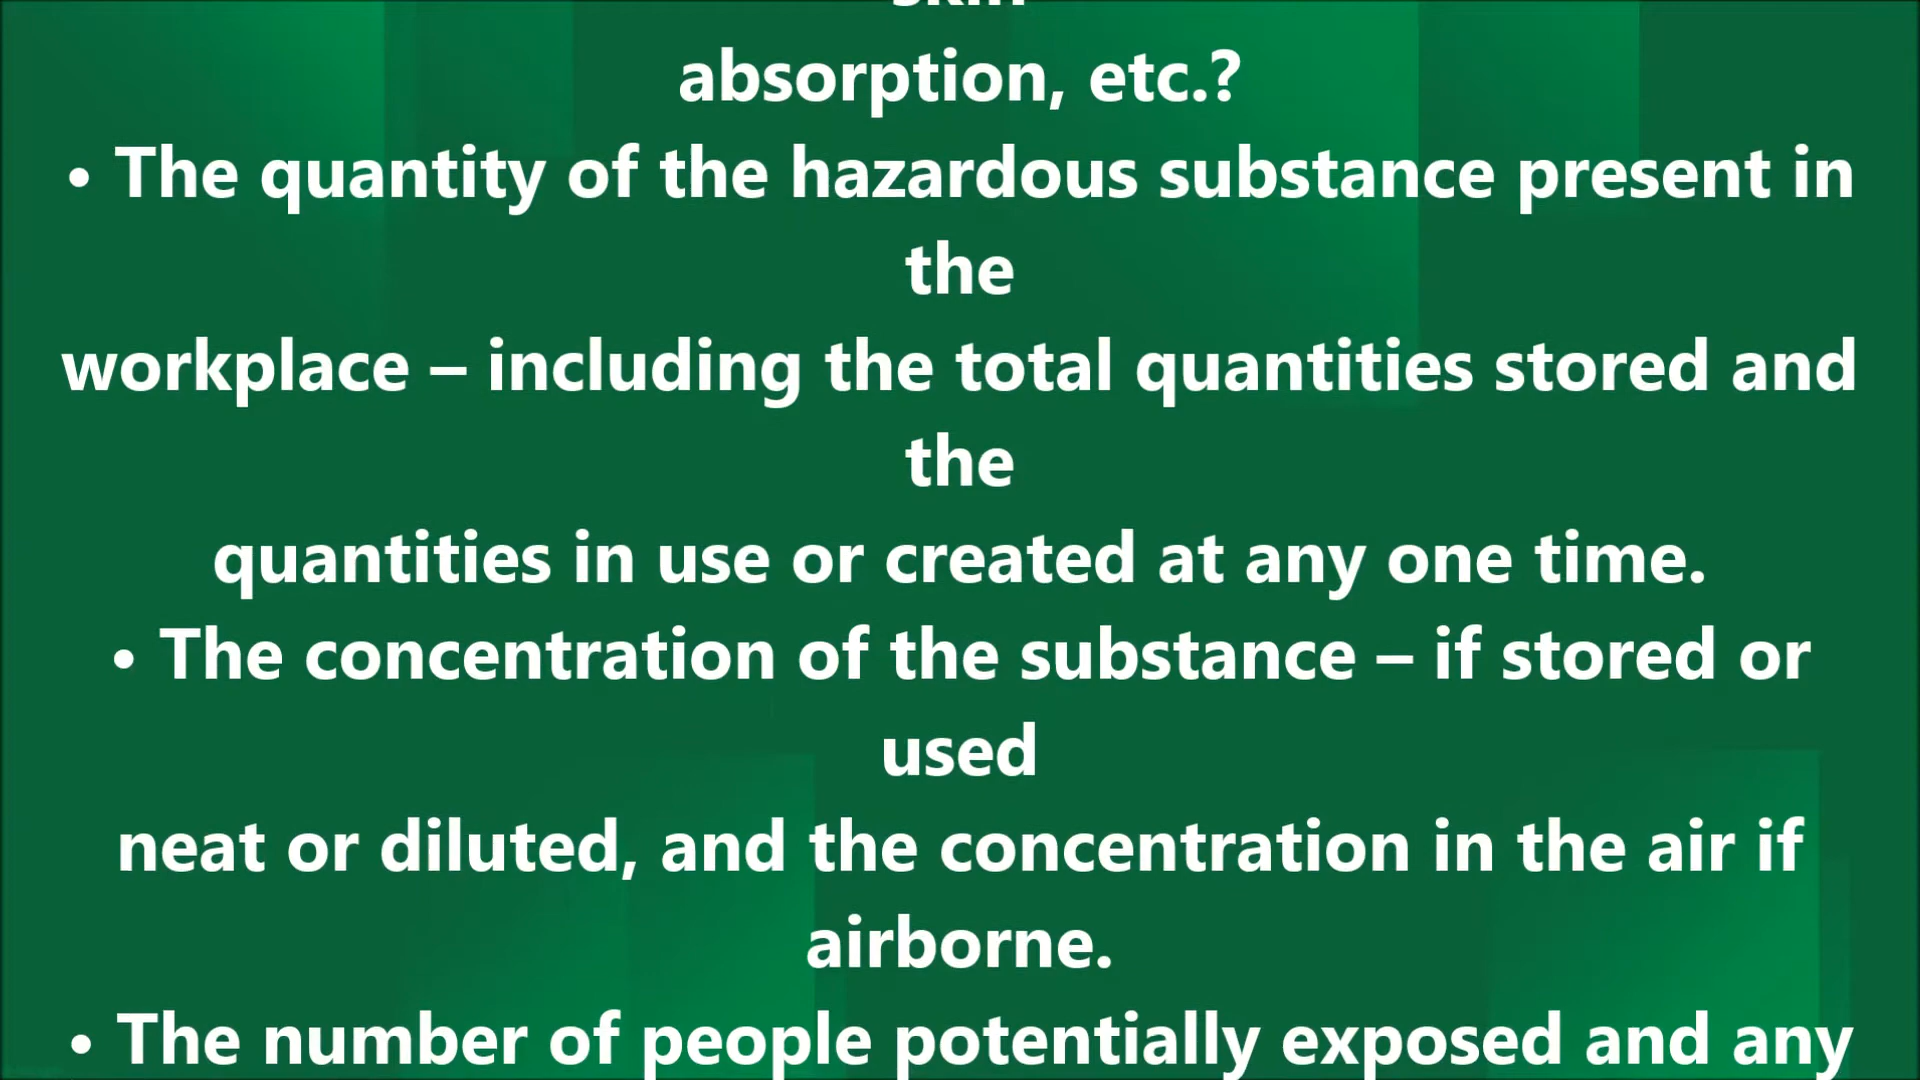 skin
absorption, etc.?
• The quantity of the hazardous substance present in
the
workplace – including the total quantities stored and
the
quantities in use or created at any one time.
• The concentration of the substance – if stored or
used
neat or diluted, and the concentration in the air if
airborne.
• The number of people potentially exposed and any